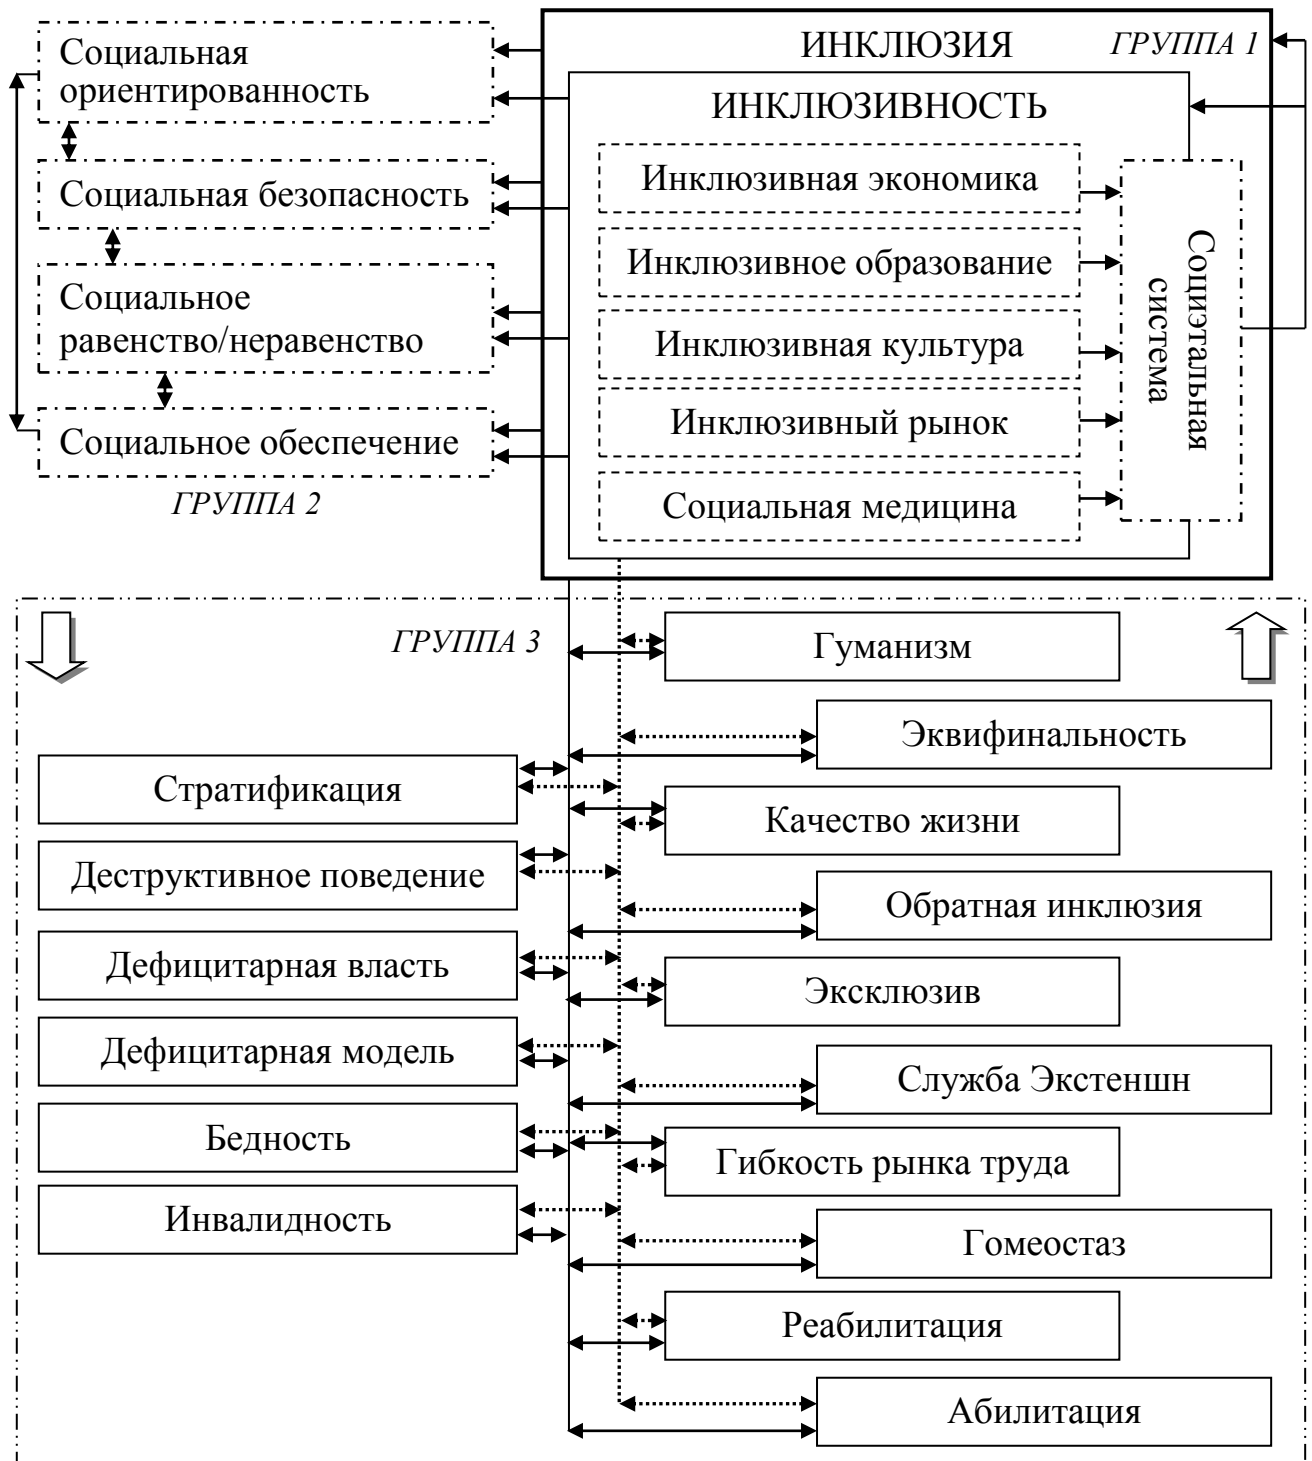 Социальная
ориентированность
Социальная безопасность
Социальное
равенство/неравенство
Социальное обеспечение
ГРУППА 2
ИНКЛЮЗИЯ
ГРУППА 1
ИНКЛЮЗИВНОСТЬ
Инклюзивная экономика
Инклюзивное образование
Инклюзивная культура
Инклюзивный рынок
Социальная медицина
Социэтальная
система
ГРУППА 3
Стратификация
Деструктивное поведение
Дефицитарная власть
Дефицитарная модель
Бедность
Инвалидность
Гуманизм
Эквифинальность
Качество жизни
Обратная инклюзия
Эксклюзив
Служба Экстеншн
Гибкость рынка труда
Гомеостаз
Реабилитация
Абилитация